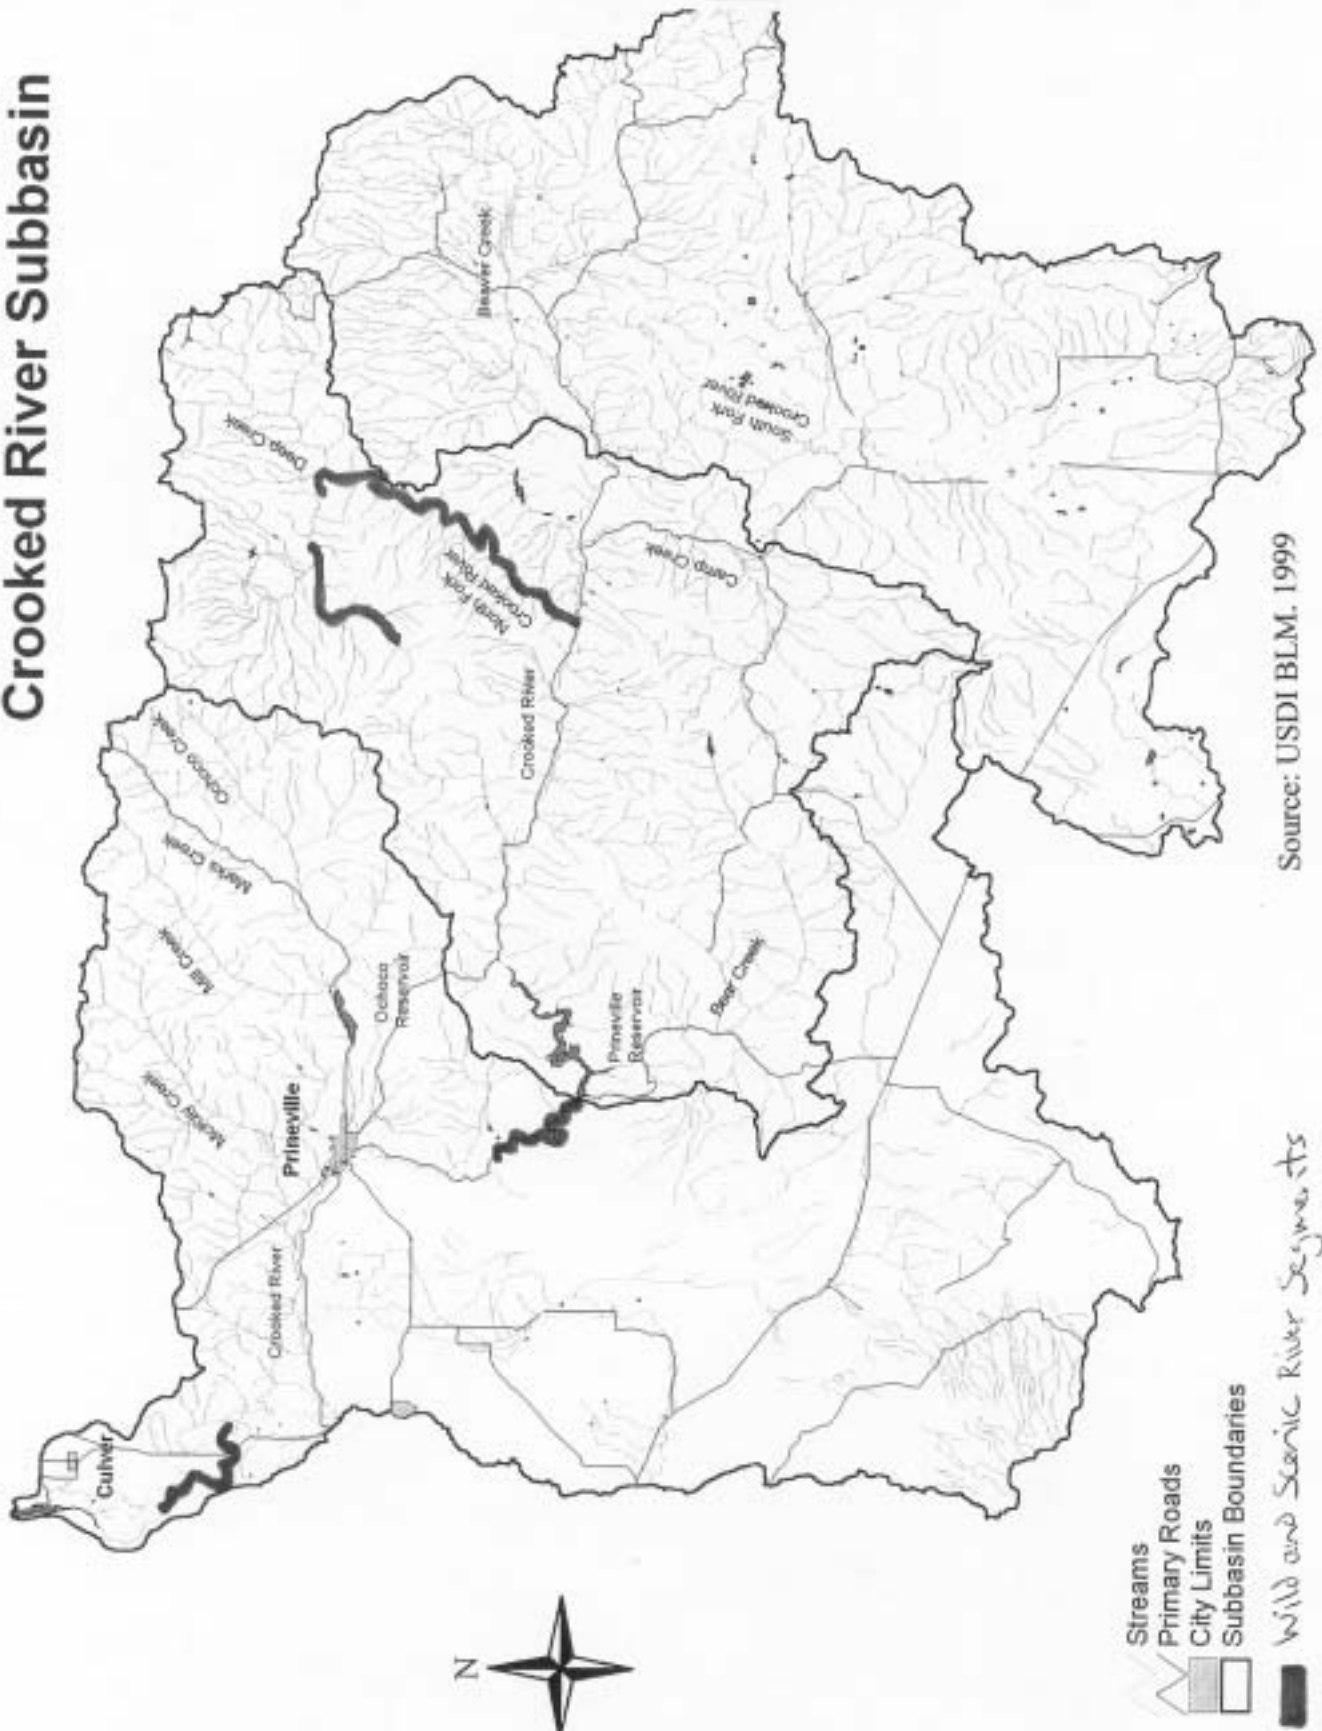 Crooked River Subbasin
Culver
Crooked River
Prineville
McKay Creek
Mill Creek
Marks Creek
Ochoco Creek
Ochoco
Reservoir
Prineville
Reservoir
Bear Creek
Crooked River
North Fork
Crooked River
Deep Creek
Camp Creek
Beaver Creek
South Fork
Crooked River
N
Streams
Primary Roads
City Limits
Subbasin Boundaries
Wild and Scenic River Segments
Source: USDI BLM. 1999